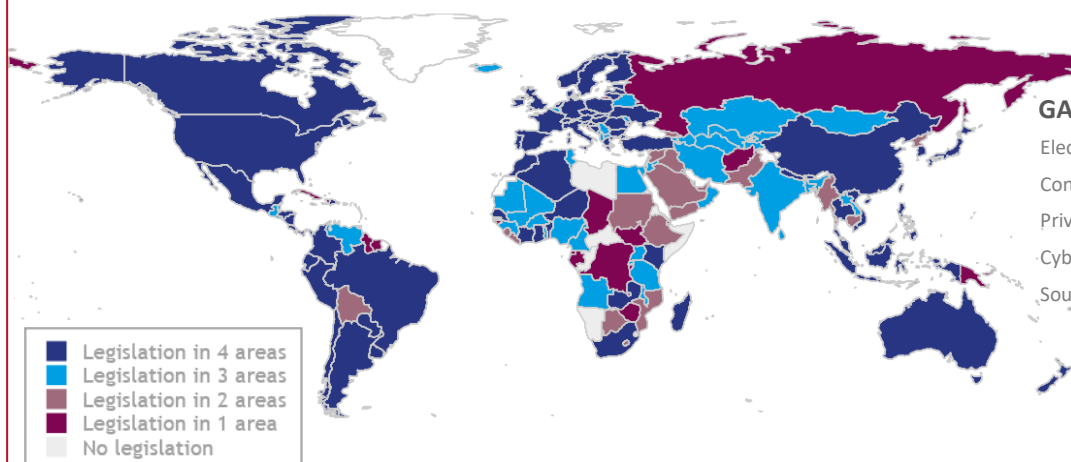 GA
Elec
Con
Priv
Cyb
Sou
Legislation in 4 areas
Legislation in 3 areas
Legislation in 2 areas
Legislation in 1 area
No legislation